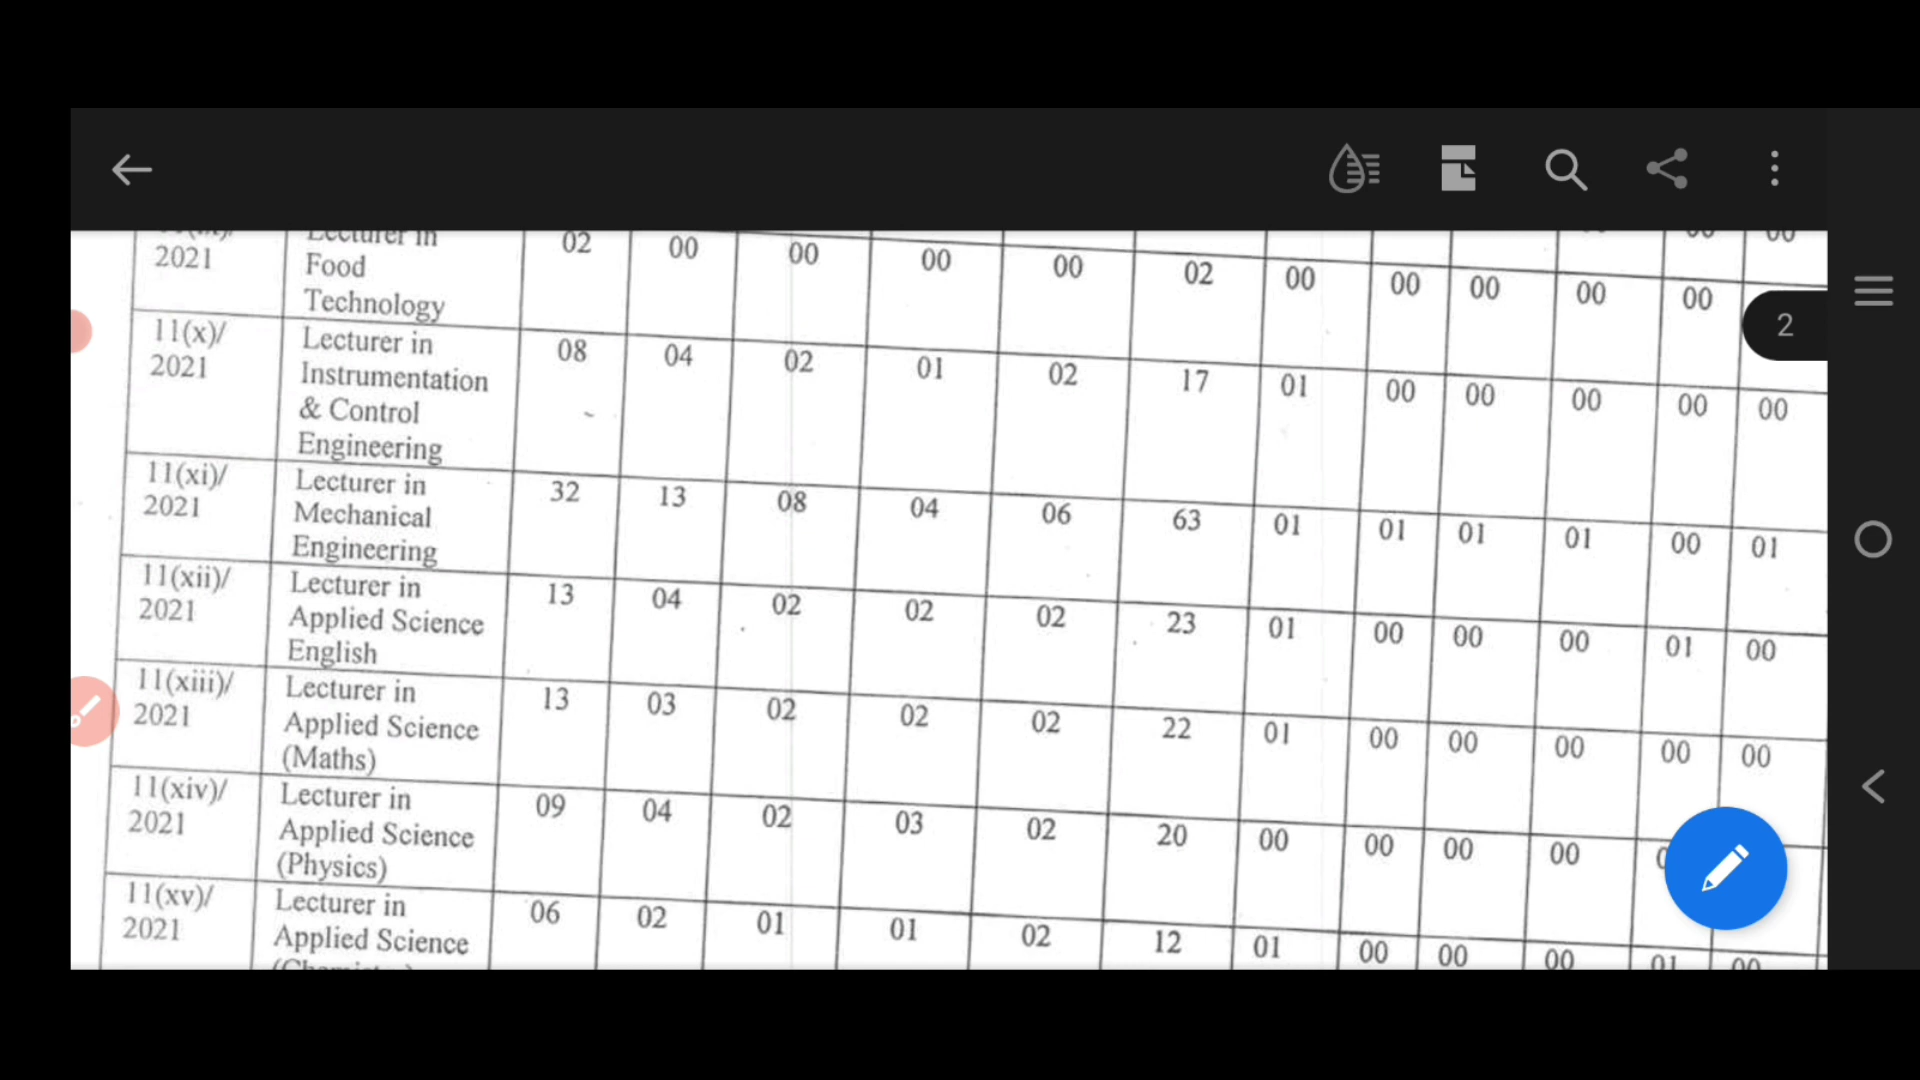 2021 Lecturer in 02 00 00 00 00 02 00 00 00 00 00
Food
Technology
2
11(x)/ Lecturer in 08 04 02 01 02 17 01 00 00 00 00 00
2021 Instrumentation
& Control
Engineering
11(xi)/ Lecturer in 32 13 08 04 06 63 01 01 01 01 00 01
2021 Mechanical
Engineering
11(xii)/ Lecturer in 13 04 02 02 02 23 01 00 00 00 01 00
2021 Applied Science
English
11(xiii)/ Lecturer in 13 03 02 02 02 22 01 00 00 00 00 00
2021 Applied Science
(Maths)
11(xiv)/ Lecturer in 09 04 02 03 02 20 00 00 00 00
2021 Applied Science
(Physics)
11(xv)/ Lecturer in 06 02 01 01 02 12 01 00 00 00 01 00
2021 Applied Science